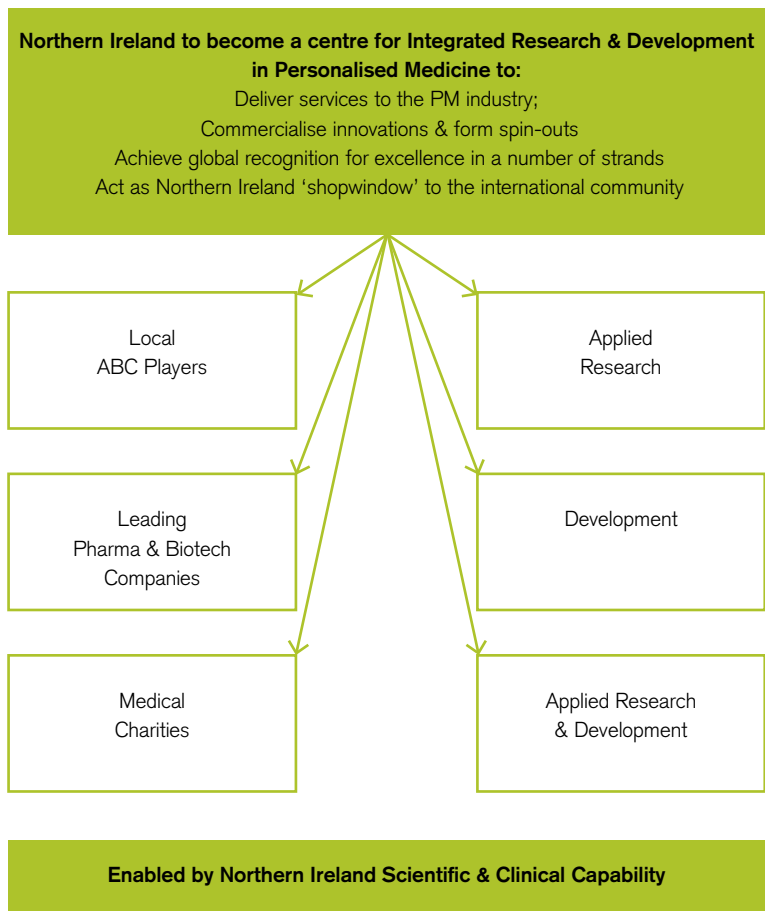 Northern Ireland to become a centre for Integrated Research & Development
in Personalised Medicine to:
Deliver services to the PM industry;
Commercialise innovations & form spin-outs
Achieve global recognition for excellence in a number of strands
Act as Northern Ireland ‘shopwindow’ to the international community
Local
ABC Players
Applied
Research
Leading
Pharma & Biotech
Companies
Development
Medical
Charities
Applied Research
& Development
Enabled by Northern Ireland Scientific & Clinical Capability